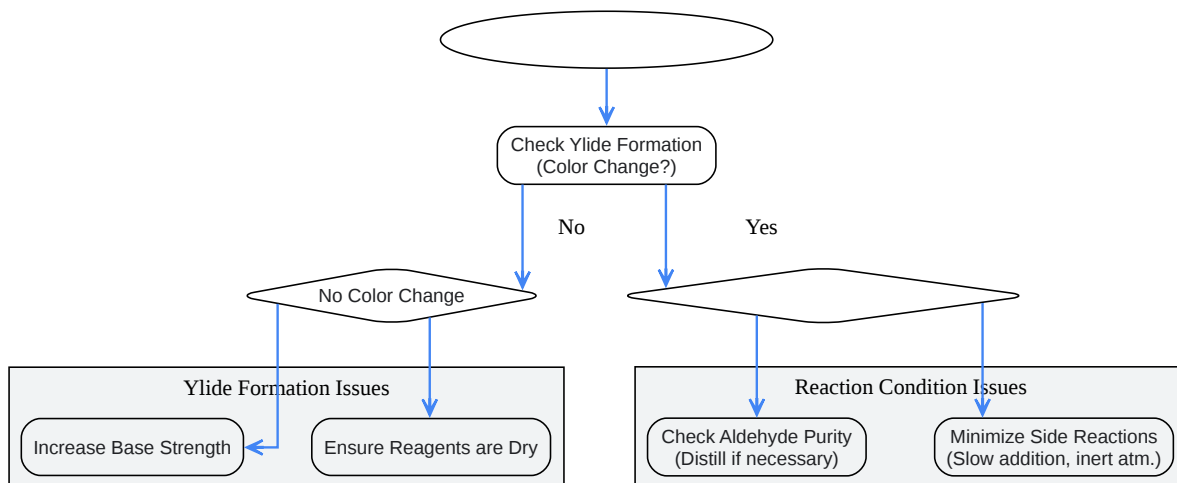 Check Ylide Formation
(Color Change?)
No
Yes
No Color Change
Ylide Formation Issues
Reaction Condition Issues
Increase Base Strength
Ensure Reagents are Dry
Check Aldehyde Purity
(Distill if necessary)
Minimize Side Reactions
(Slow addition, inert atm.)